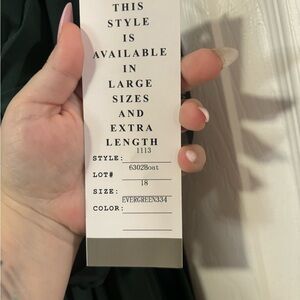 THIS
STYLE
IS
AVAILABLE
IN
LARGE
SIZES
AND
EXTRA
LENGTH
1113
STYLE:
6302Boat
LOT#
18
SIZE:
EVERGREEN334
COLOR: